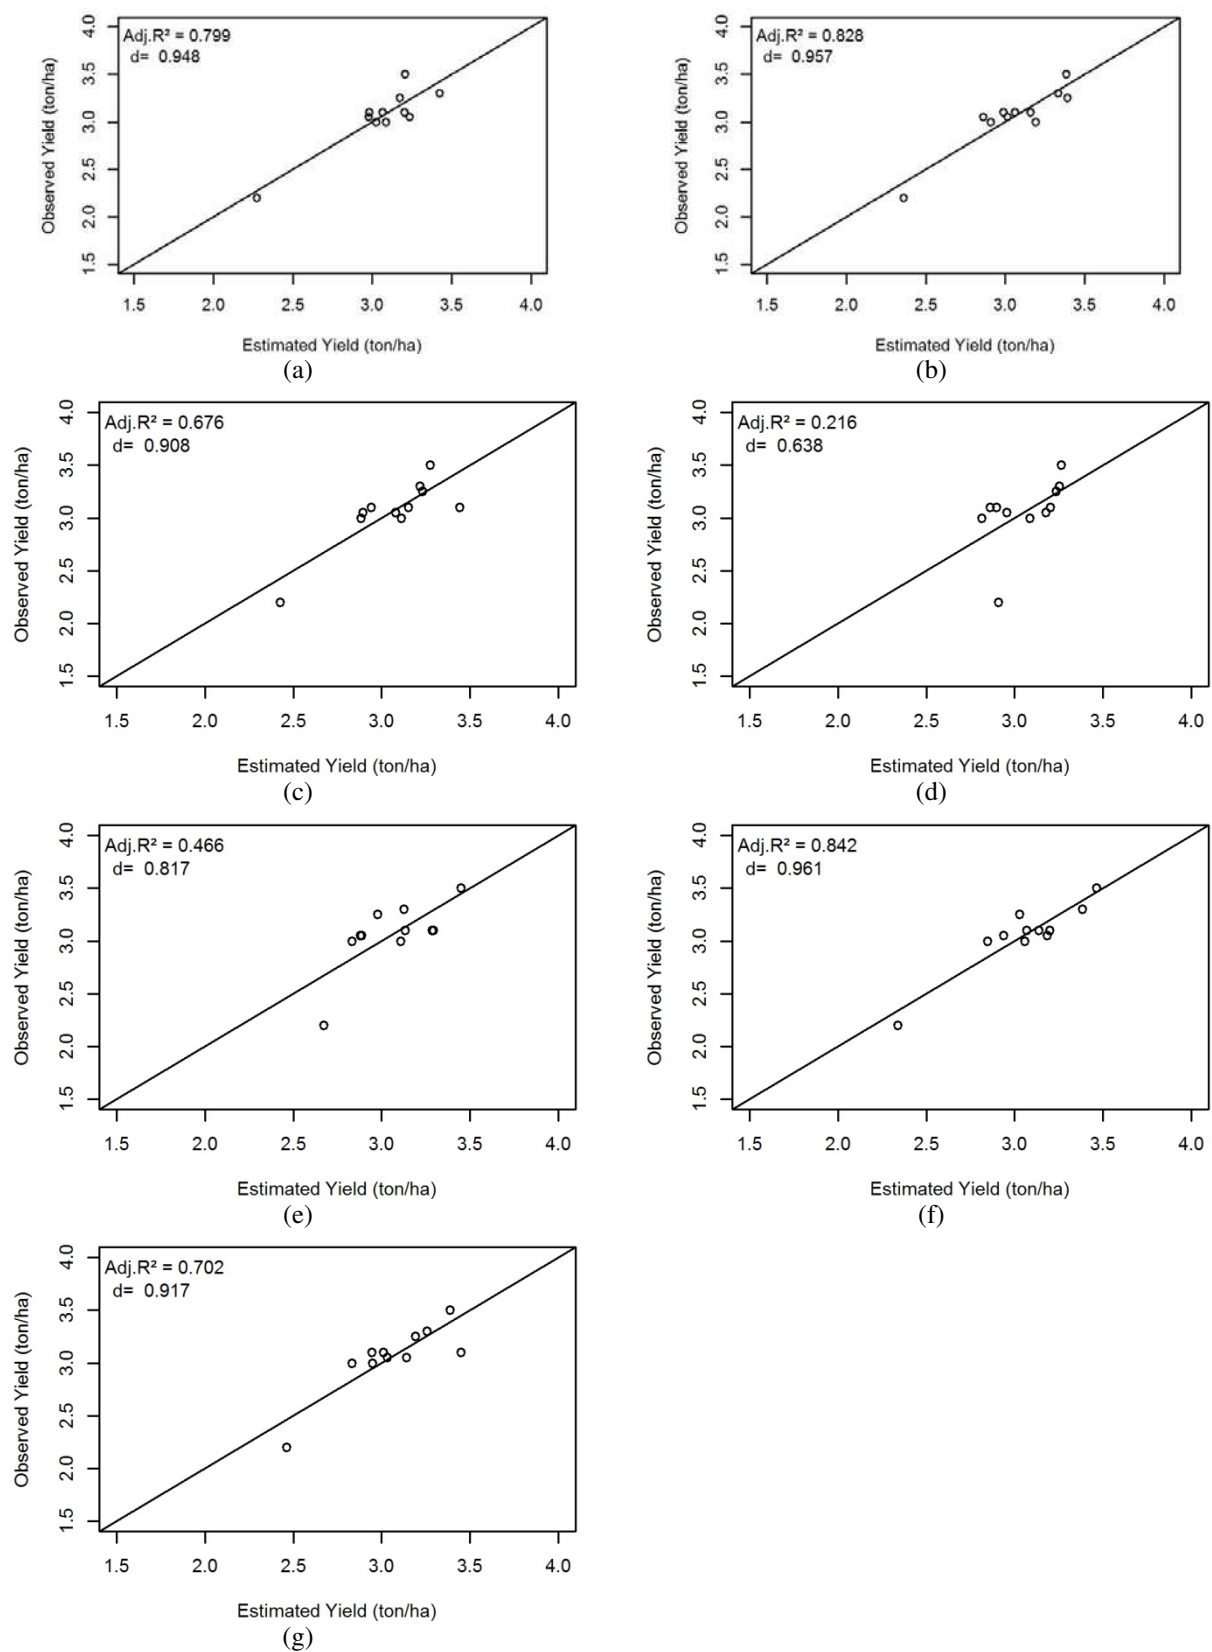 Adj.R² = 0.799
d= 0.948
Observed Yield (ton/ha)
4.0
3.5
3.0
2.5
2.0
1.5
1.5 2.0 2.5 3.0 3.5 4.0
Estimated Yield (ton/ha)
(a)
Adj.R² = 0.828
d= 0.957
Observed Yield (ton/ha)
4.0
3.5
3.0
2.5
2.0
1.5
1.5 2.0 2.5 3.0 3.5 4.0
Estimated Yield (ton/ha)
(b)
Adj.R² = 0.676
d= 0.908
Observed Yield (ton/ha)
4.0
3.5
3.0
2.5
2.0
1.5
1.5 2.0 2.5 3.0 3.5 4.0
Estimated Yield (ton/ha)
(c)
Adj.R² = 0.216
d= 0.638
Observed Yield (ton/ha)
4.0
3.5
3.0
2.5
2.0
1.5
1.5 2.0 2.5 3.0 3.5 4.0
Estimated Yield (ton/ha)
(d)
Adj.R² = 0.466
d= 0.817
Observed Yield (ton/ha)
4.0
3.5
3.0
2.5
2.0
1.5
1.5 2.0 2.5 3.0 3.5 4.0
Estimated Yield (ton/ha)
(e)
Adj.R² = 0.842
d= 0.961
Observed Yield (ton/ha)
4.0
3.5
3.0
2.5
2.0
1.5
1.5 2.0 2.5 3.0 3.5 4.0
Estimated Yield (ton/ha)
(f)
Adj.R² = 0.702
d= 0.917
Observed Yield (ton/ha)
4.0
3.5
3.0
2.5
2.0
1.5
1.5 2.0 2.5 3.0 3.5 4.0
Estimated Yield (ton/ha)
(g)